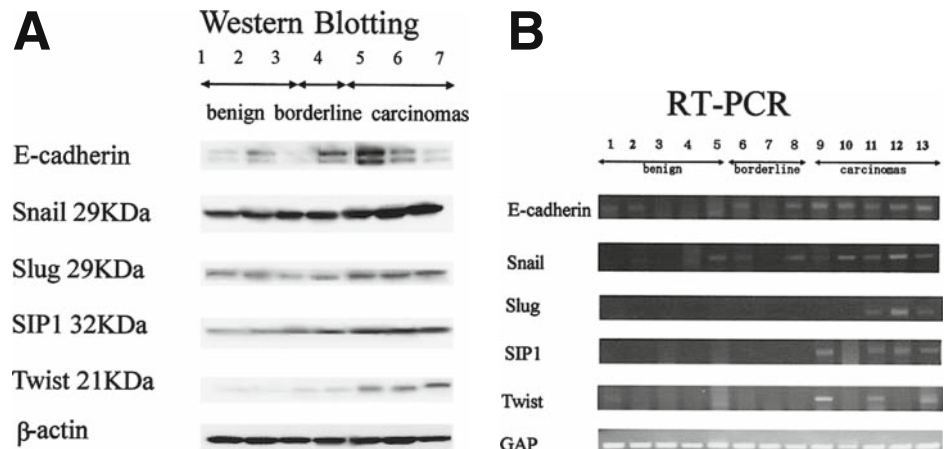 A
Western Blotting
1 2 3 4 5 6 7
benign borderline carcinomas
E-cadherin
Snail 29KDa
Slug 29KDa
SIP1 32KDa
Twist 21KDa
β-actin
B
RT-PCR
1 2 3 4 5 6 7 8 9 10 11 12 13
benign borderline carcinomas
E-cadherin
Snail
Slug
SIP1
Twist
GAP